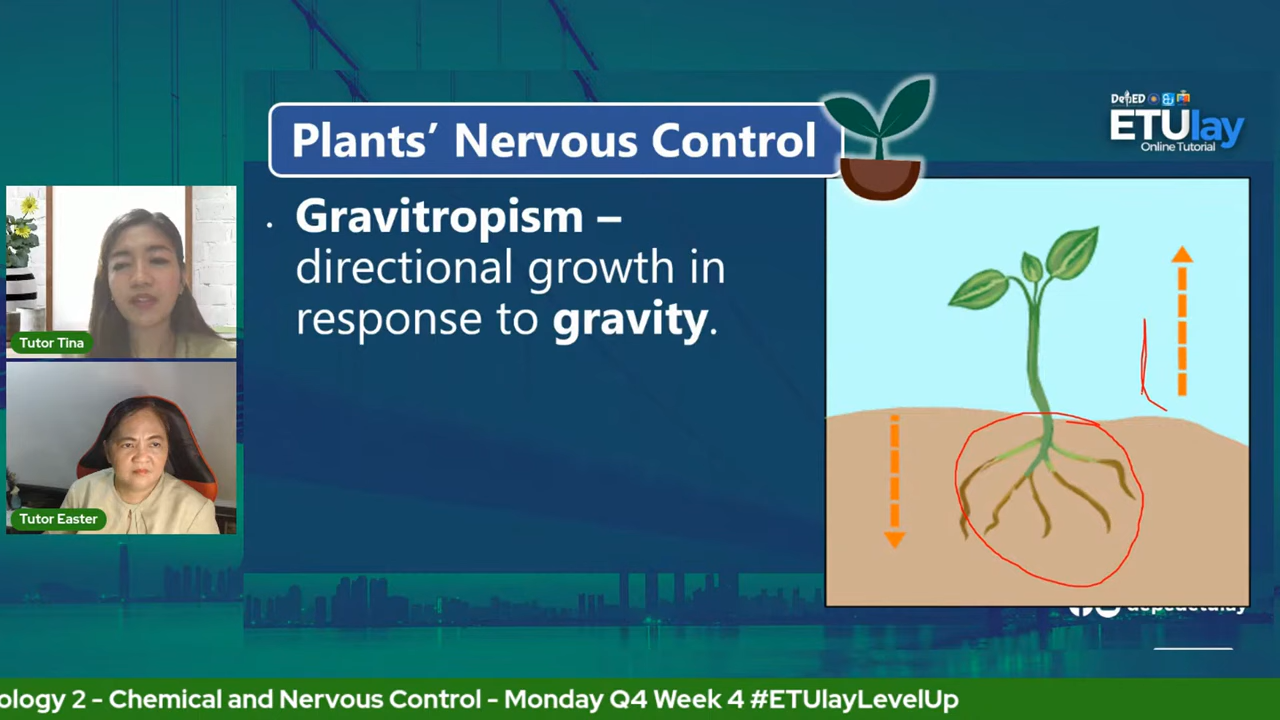 Plants’ Nervous Control
DepED
ETUlay
Online Tutorial
· Gravitropism –
directional growth in
response to gravity.
Tutor Tina
Tutor Easter
depedetulay
ology 2 - Chemical and Nervous Control - Monday Q4 Week 4 #ETUlayLevelUp